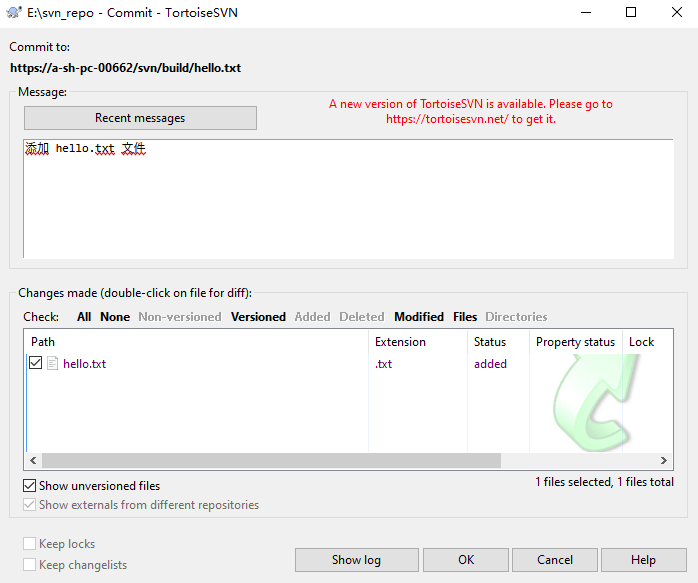 E:\svn_repo - Commit - TortoiseSVN
Commit to:
https://a-sh-pc-00662/svn/build/hello.txt
Message:
Recent messages
A new version of TortoiseSVN is available. Please go to
https://tortoisesvn.net/ to get it.
添加 hello.txt 文件
Changes made (double-click on file for diff):
Check: All None Non-versioned Versioned Added Deleted Modified Files Directories
Path Extension Status Property status Lock
hello.txt .txt added
Show unversioned files
1 files selected, 1 files total
Show externals from different repositories
Keep locks
Keep changelists
Show log OK Cancel Help